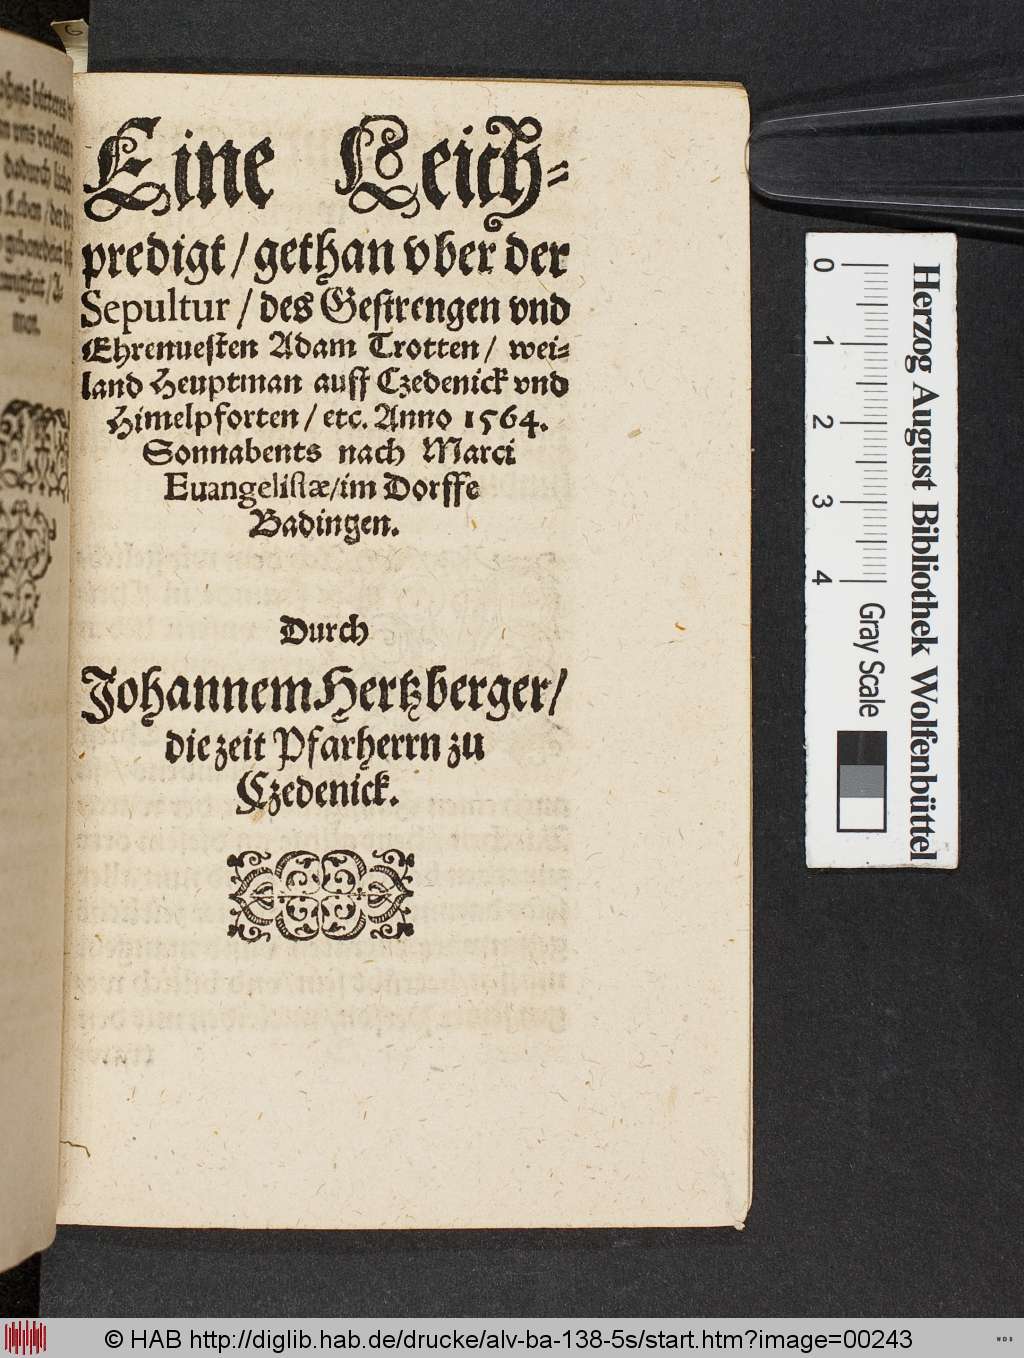 Eine Leich-
predigt / gethan vber der
Sepultur / des Gestrengen vnd
Ehrenuesten Adam Trotten / wei-
land Heuptman auff Czedenick vnd
Himelpforten / etc. Anno 1564.
Sonnabents nach Marci
Euangelistæ / im Dorffe
Badingen.
Durch
Johannem Hertzberger /
die zeit Pfarherrn zu
Czedenick.
0 1 2 3 4
Gray Scale
Herzog August Bibliothek Wolfenbüttel
© HAB http://diglib.hab.de/drucke/alv-ba-138-5s/start.htm?image=00243